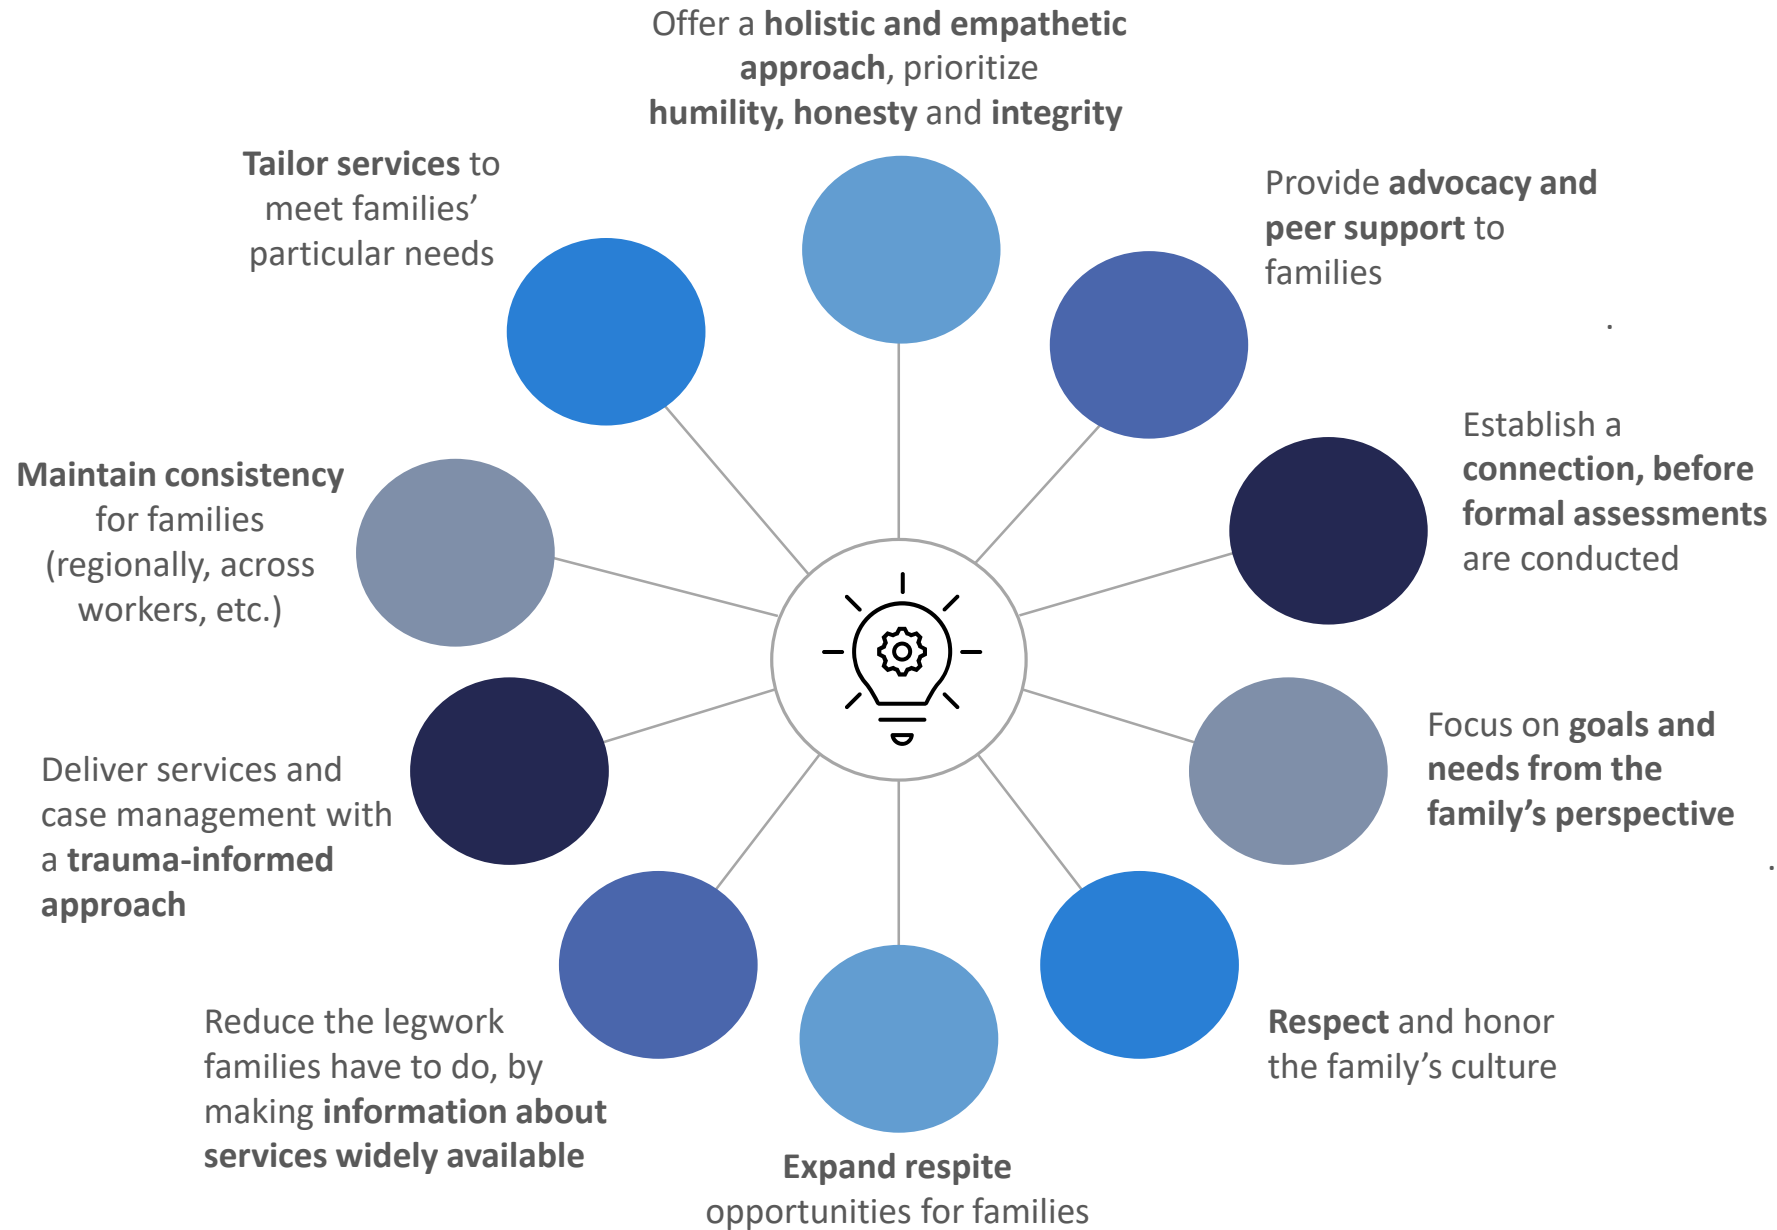 Offer a holistic and empathetic
approach, prioritize
humility, honesty and integrity
Provide advocacy and
peer support to
families
.
Establish a
connection, before
formal assessments
are conducted
Focus on goals and
needs from the
family’s perspective
.
Respect and honor
the family’s culture
Expand respite
opportunities for families
Reduce the legwork
families have to do, by
making information about
services widely available
Deliver services and
case management with
a trauma-informed
approach
Maintain consistency
for families
(regionally, across
workers, etc.)
Tailor services to
meet families’
particular needs